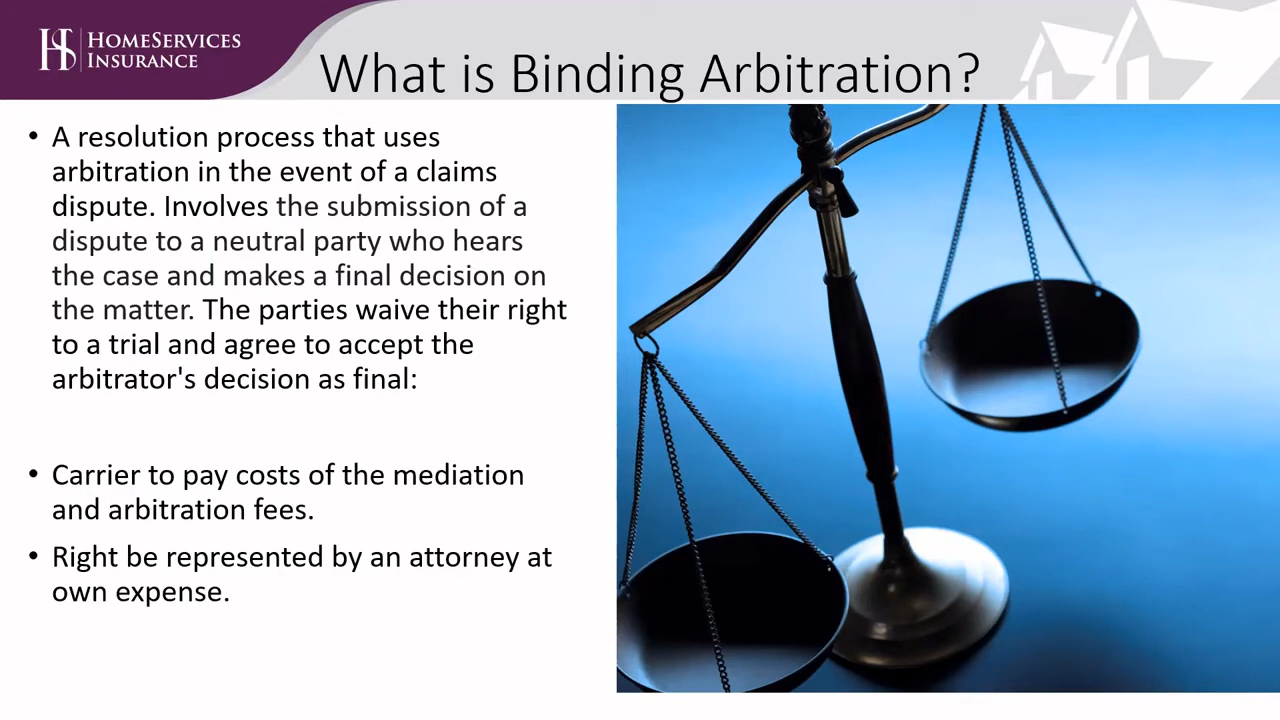 HS HOMESERVICES
INSURANCE
What is Binding Arbitration?
• A resolution process that uses
arbitration in the event of a claims
dispute. Involves the submission of a
dispute to a neutral party who hears
the case and makes a final decision on
the matter. The parties waive their right
to a trial and agree to accept the
arbitrator's decision as final:
• Carrier to pay costs of the mediation
and arbitration fees.
• Right be represented by an attorney at
own expense.